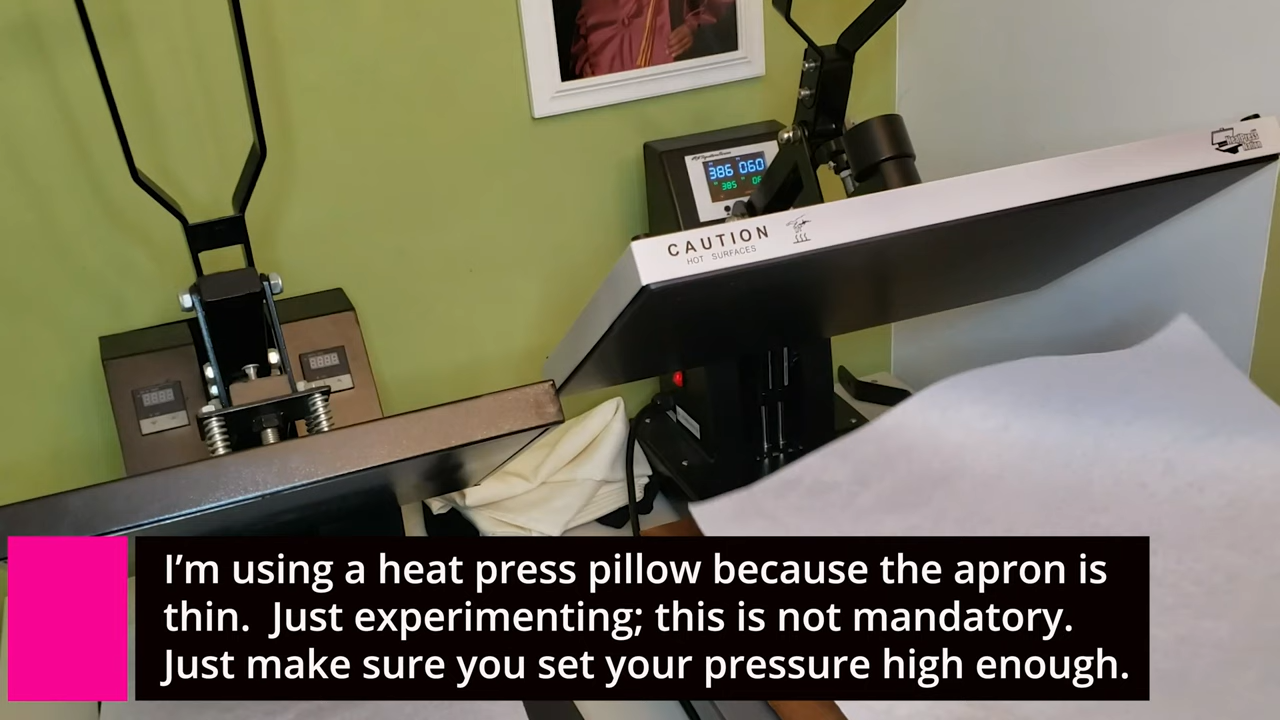 386 060
385
CAUTION
HOT SURFACES
I'm using a heat press pillow because the apron is
thin.  Just experimenting; this is not mandatory.
Just make sure you set your pressure high enough.